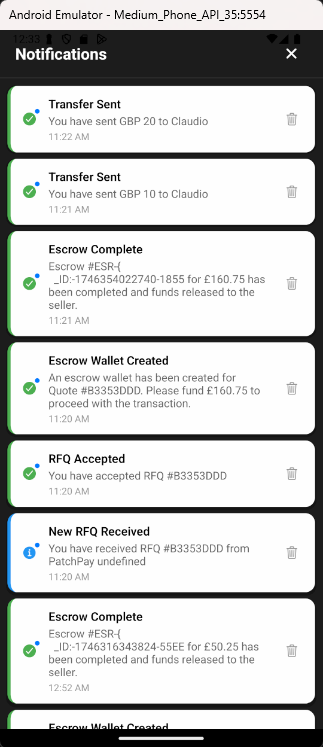 Android Emulator - Medium_Phone_API_35:5554
12:33
Notifications
Transfer Sent
You have sent GBP 20 to Claudio
11:22 AM
Transfer Sent
You have sent GBP 10 to Claudio
11:21 AM
Escrow Complete
Escrow #ESR-{
_ID:-1746354022740-1855 for £160.75 has
been completed and funds released to the
seller.
11:21 AM
Escrow Wallet Created
An escrow wallet has been created for
Quote #B3353DDD. Please fund £160.75 to
proceed with the transaction.
11:20 AM
RFQ Accepted
You have accepted RFQ #B3353DDD
11:20 AM
New RFQ Received
You have received RFQ #B3353DDD from
PatchPay undefined
11:20 AM
Escrow Complete
Escrow #ESR-{
_ID:-1746316343824-55EE for £50.25 has
been completed and funds released to the
seller.
12:52 AM
Escrow Wallet Created